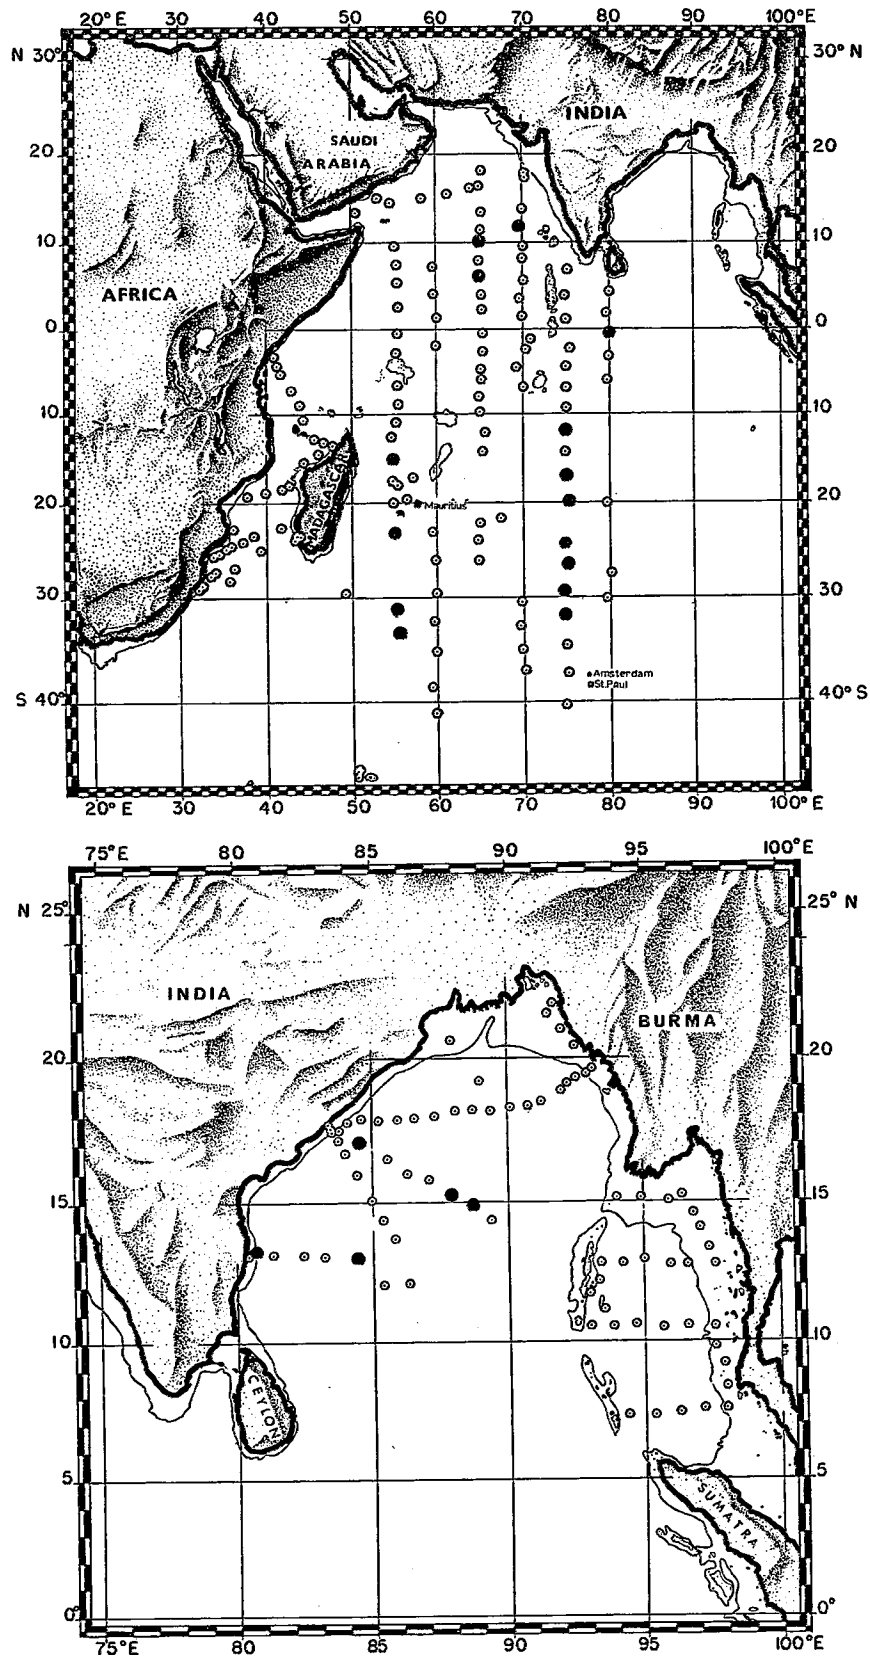 20°E 30 40 50 60 70 80 90 100°E
N 30° 30° N
INDIA
SAUDI
ARABIA
20 20
10 10
AFRICA
0 0
10 10
MADAGASCAR
20 Mauritius 20
30 30
Amsterdam
St.Paul
S 40° 40° S
20°E 30 40 50 60 70 80 90 100°E
75°E 80 85 90 95 100°E
N 25° 25° N
INDIA
BURMA
20 20
15 15
10 10
CEYLON
5 5
SUMATRA
0° 0°
75°E 80 85 90 95 100°E